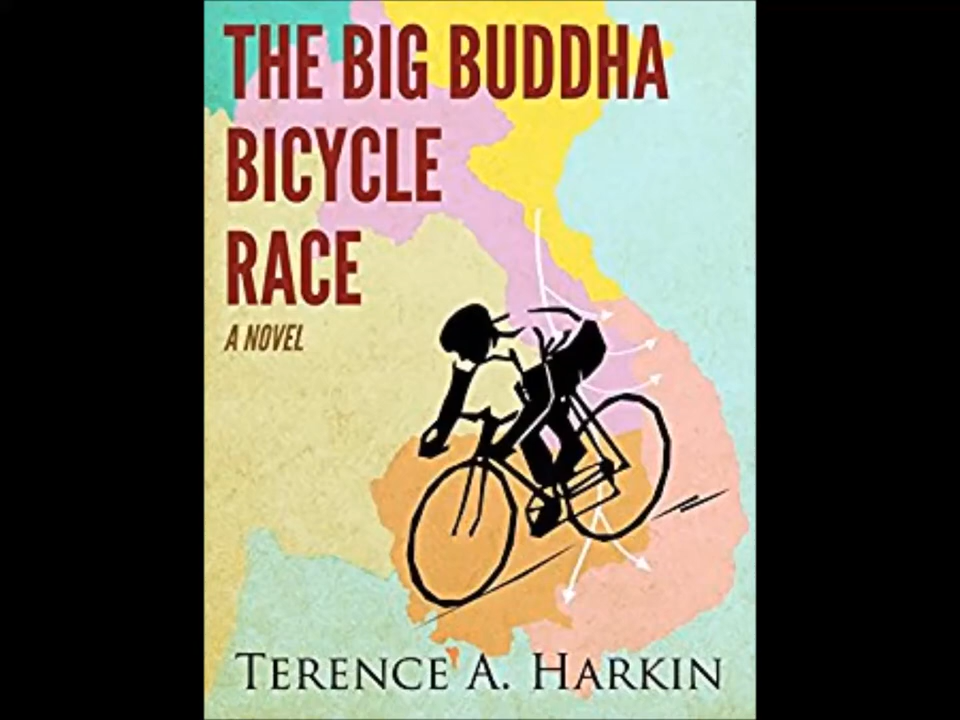 THE BIG BUDDHA
BICYCLE
RACE
A NOVEL
TERENCE A. HARKIN